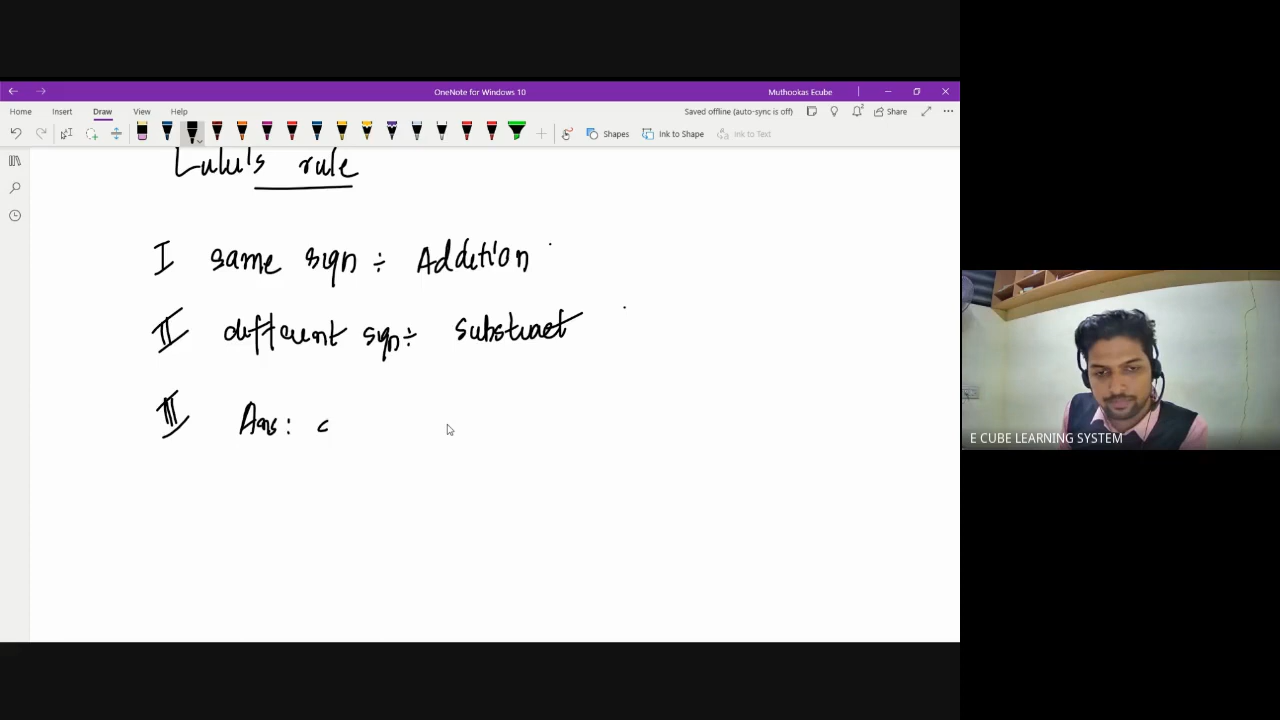 OneNote for Windows 10
Muthookas Ecube
Home Insert Draw View Help
Saved offline (auto-sync is off)
Share
Shapes
Ink to Shape
Ink to Text
Lulu's rule
I same sign ÷ Addition
II different sign ÷ substract
III Ans: c
E CUBE LEARNING SYSTEM